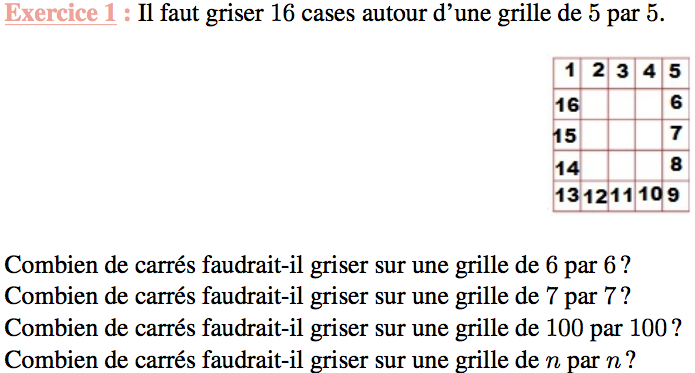 Exercice 1 : Il faut griser 16 cases autour d’une grille de 5 par 5.
1 2 3 4 5
16 6
15 7
14 8
13 12 11 10 9
Combien de carrés faudrait-il griser sur une grille de 6 par 6 ?
Combien de carrés faudrait-il griser sur une grille de 7 par 7 ?
Combien de carrés faudrait-il griser sur une grille de 100 par 100 ?
Combien de carrés faudrait-il griser sur une grille de n par n ?